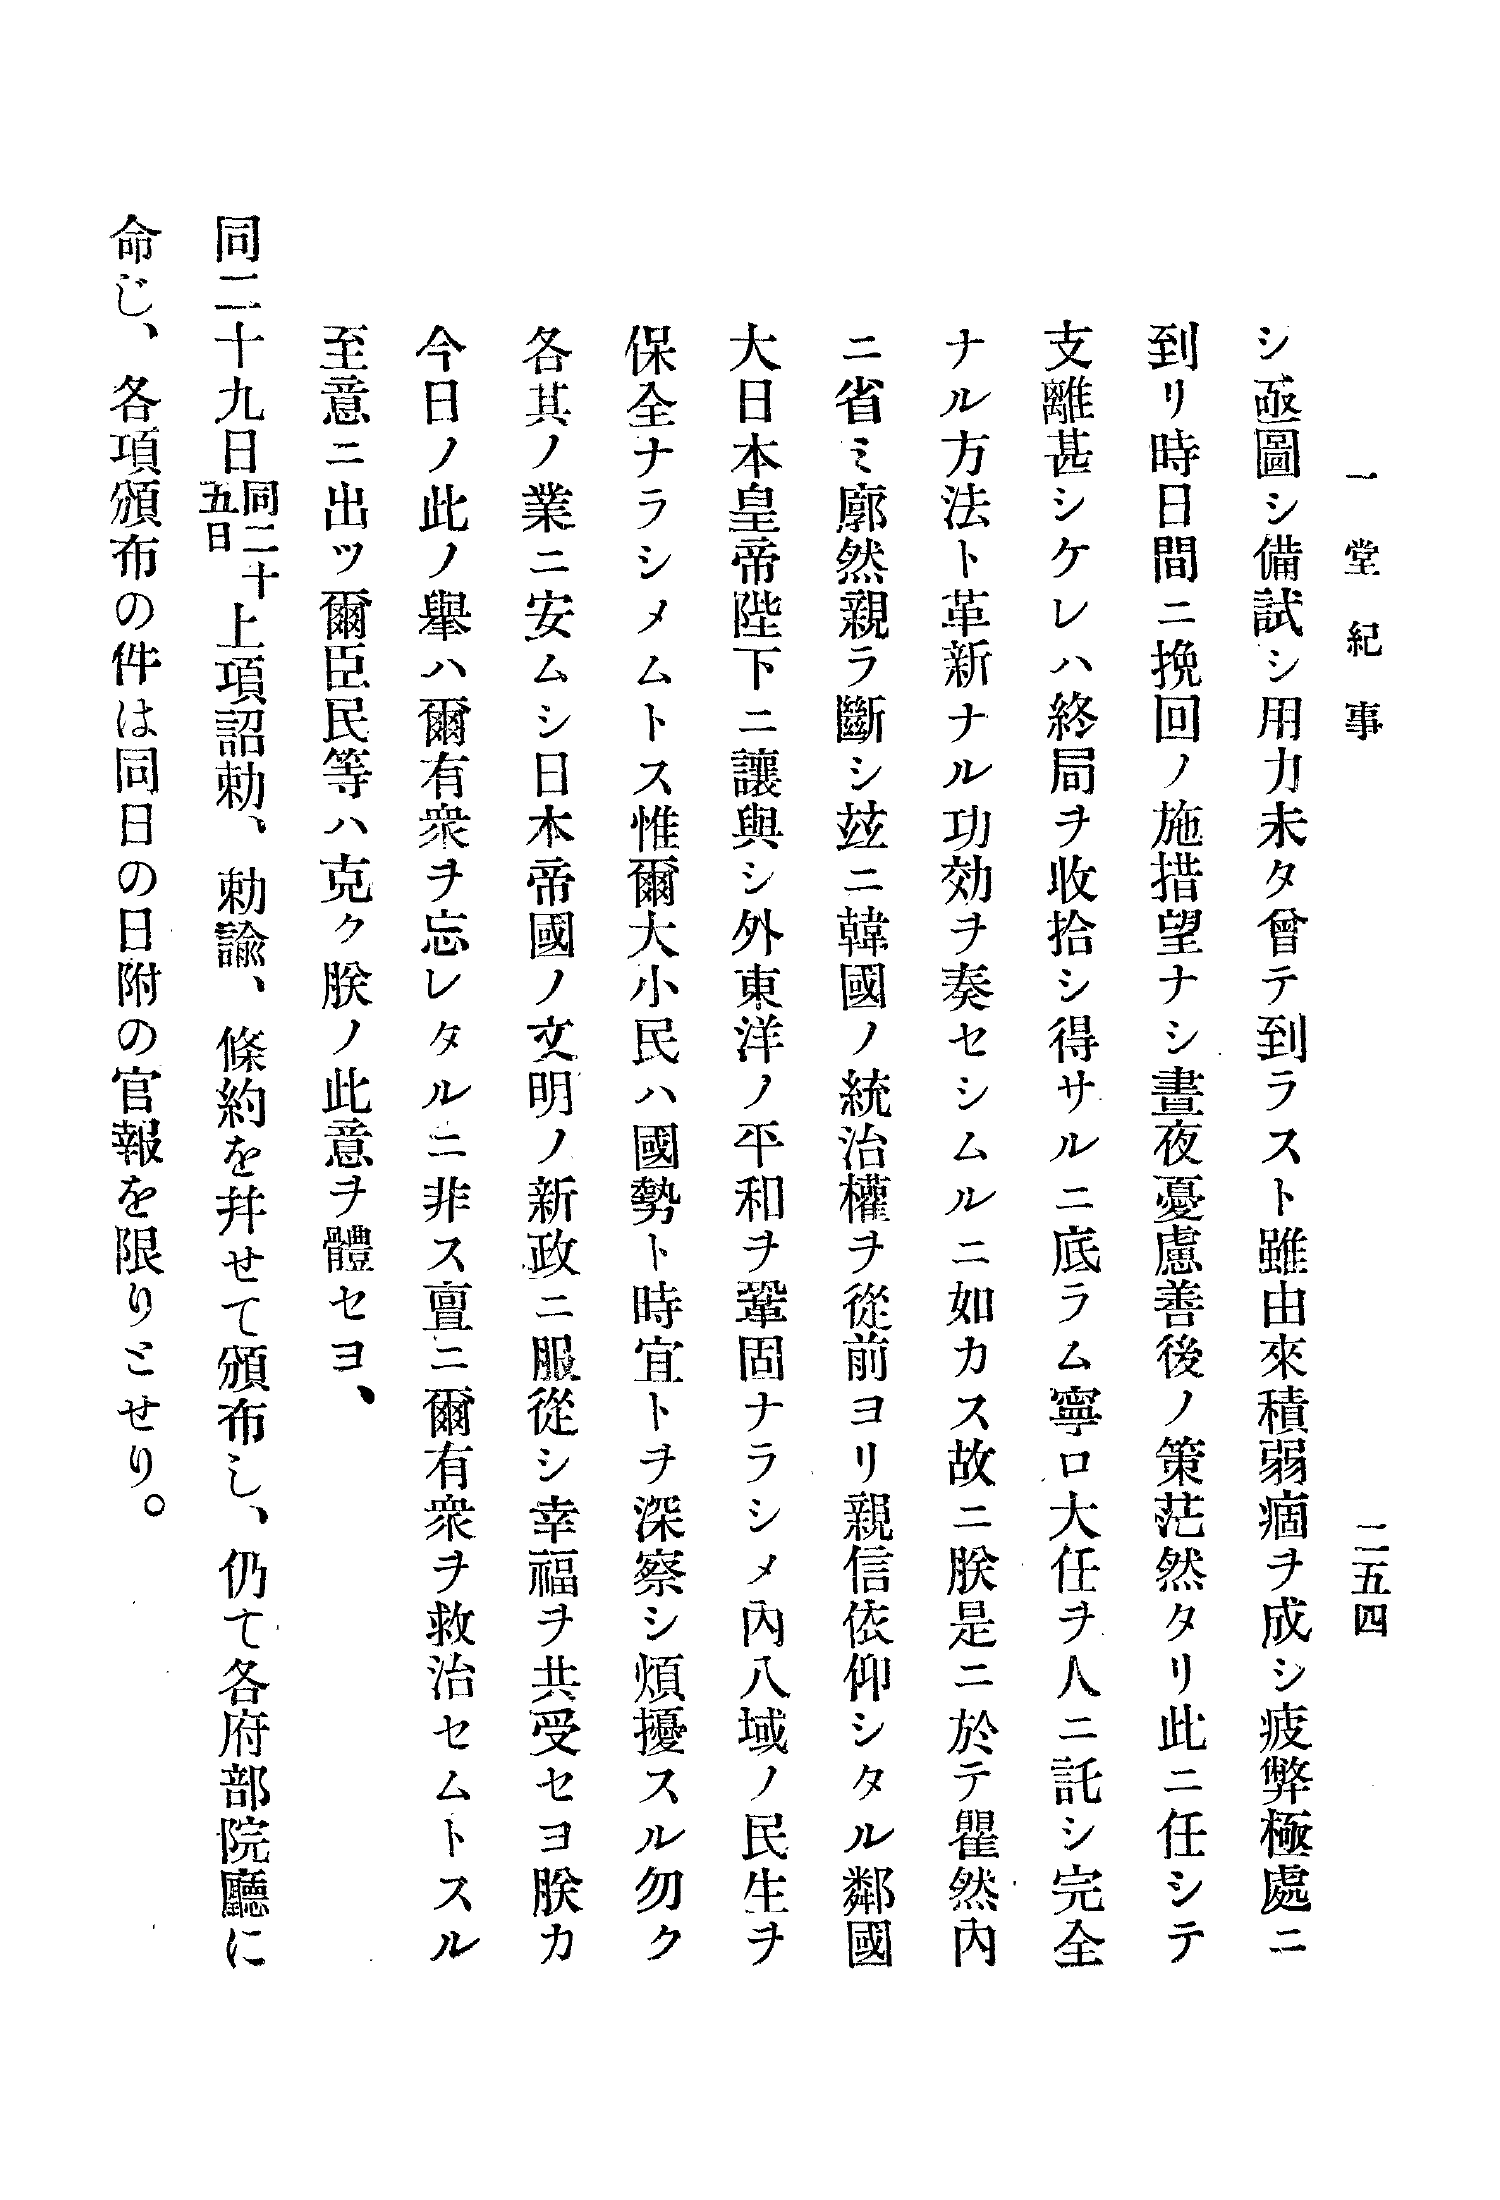 一堂紀事
二五四
シ亟圖シ備試シ用力未タ曾テ到ラスト雖由來積弱痼ヲ成シ疲弊極處ニ
到リ時日間ニ挽回ノ施措望ナシ晝夜憂慮善後ノ策茫然タリ此ニ任シテ
支離甚シケレハ終局ヲ收拾シ得サルニ底ラム寧ロ大任ヲ人ニ託シ完全
ナル方法ト革新ナル功効ヲ奏セシムルニ如カス故ニ朕是ニ於テ瞿然內
ニ省ミ廓然親ラ斷シ玆ニ韓國ノ統治權ヲ從前ヨリ親信依仰シタル鄰國
大日本皇帝陛下ニ讓與シ外東洋ノ平和ヲ鞏固ナラシメ內八域ノ民生ヲ
保全ナラシメムトス惟爾大小民ハ國勢ト時宜トヲ深察シ煩擾スル勿ク
各其ノ業ニ安ムシ日本帝國ノ文明ノ新政ニ服從シ幸福ヲ共受セヨ朕カ
今日ノ此ノ擧ハ爾有衆ヲ忘レタルニ非ス亶ニ爾有衆ヲ救治セムトスル
至意ニ出ツ爾臣民等ハ克ク朕ノ此意ヲ體セヨ、
同二十九日同二十五日上項詔勅、勅諭、條約を幷せて頒布し、仍て各府部院廳に
命じ、各項頒布の件は同日の日附の官報を限りとせり。